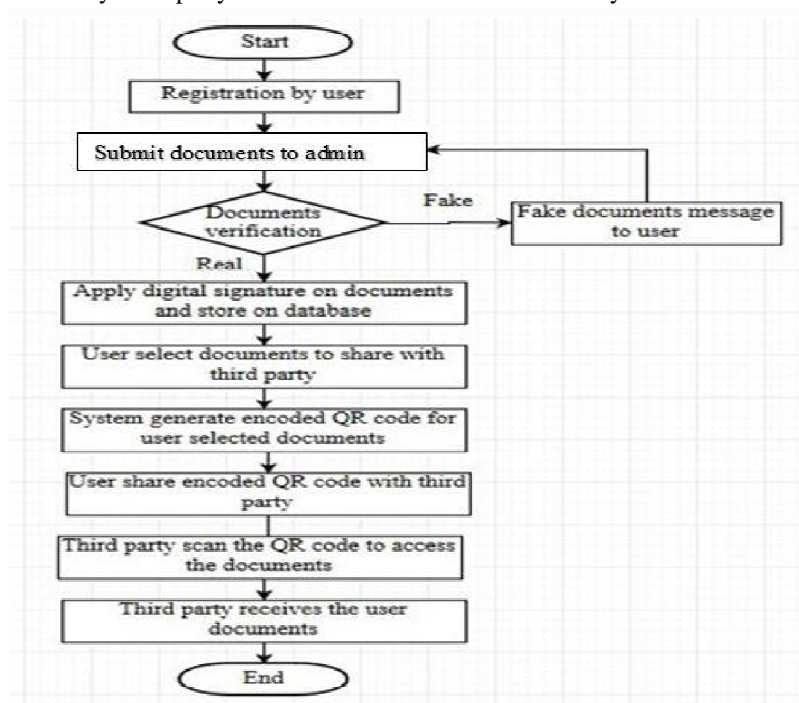 Start
Registration by user
Submit documents to admin
Documents
verification
Fake
Fake documents message
to user
Real
Apply digital signature on documents
and store on database
User select documents to share with
third party
System generate encoded QR code for
user selected documents
User share encoded QR code with third
party
Third party scan the QR code to access
the documents
Third party receives the user
documents
End